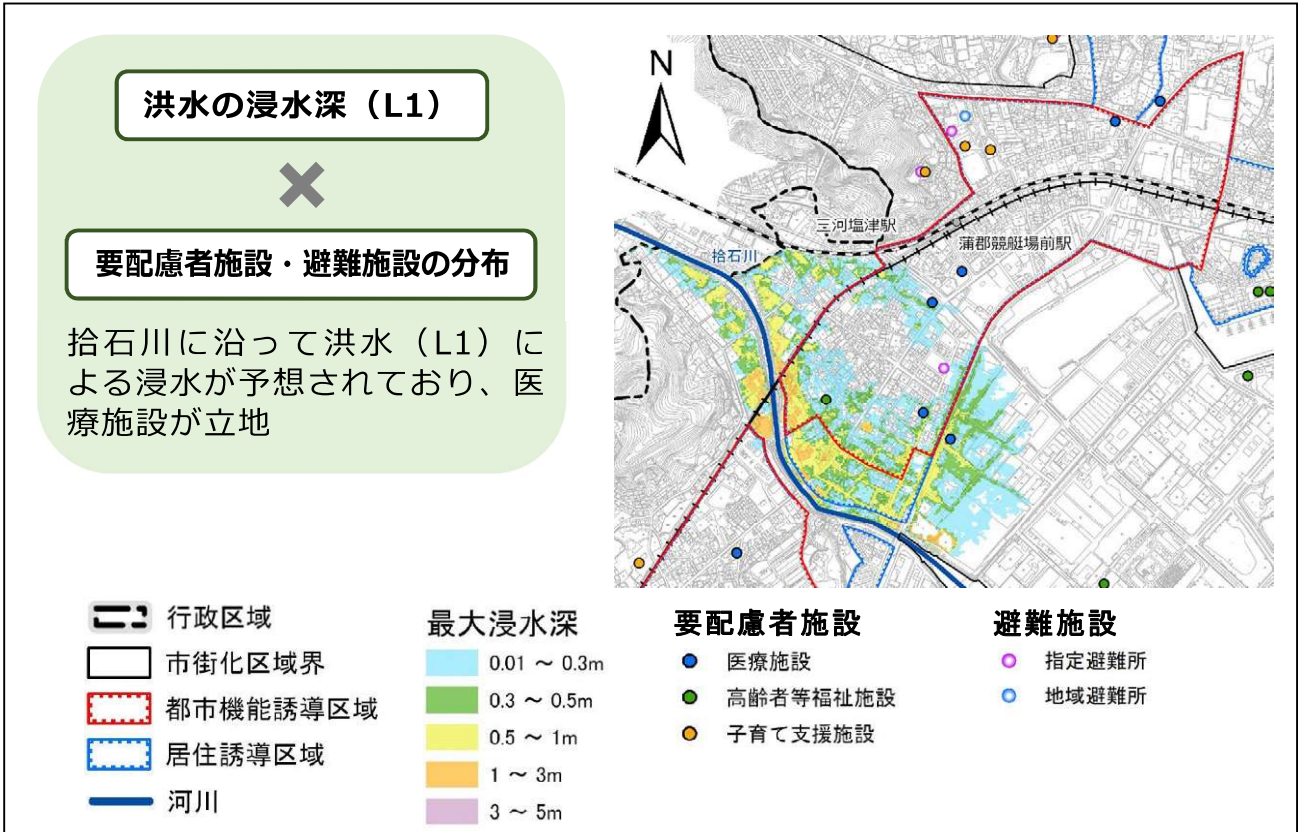 洪水の浸水深（L1）
×
要配慮者施設・避難施設の分布
拾石川に沿って洪水（L1）に
よる浸水が予想されており、医
療施設が立地
N
三河塩津駅
蒲郡競艇場前駅
拾石川
行政区域
市街化区域界
都市機能誘導区域
居住誘導区域
河川
最大浸水深
0.01 ～ 0.3m
0.3 ～ 0.5m
0.5 ～ 1m
1 ～ 3m
3 ～ 5m
要配慮者施設
医療施設
高齢者等福祉施設
子育て支援施設
避難施設
指定避難所
地域避難所